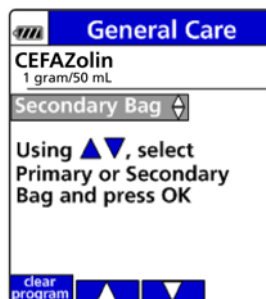 General Care
CEFAZolin
1 gram/50 mL
Secondary Bag
Using ▲▼, select
Primary or Secondary
Bag and press OK
clear
program